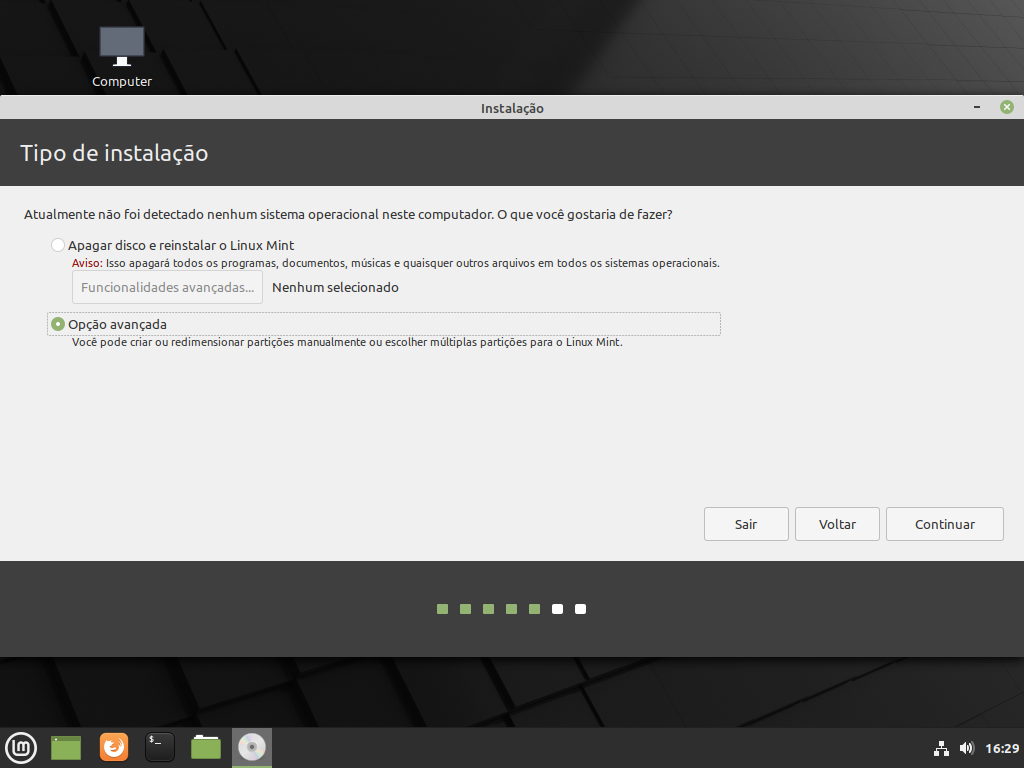 Computer
Instalação
Tipo de instalação
Atualmente não foi detectado nenhum sistema operacional neste computador. O que você gostaria de fazer?
Apagar disco e reinstalar o Linux Mint
Aviso: Isso apagará todos os programas, documentos, músicas e quaisquer outros arquivos em todos os sistemas operacionais.
Funcionalidades avançadas... Nenhum selecionado
Opção avançada
Você pode criar ou redimensionar partições manualmente ou escolher múltiplas partições para o Linux Mint.
Sair Voltar Continuar
$_ 16:29